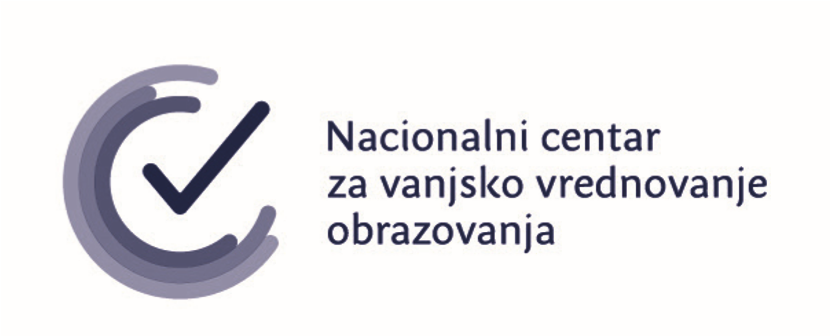 Nacionalni centar
za vanjsko vrednovanje
obrazovanja